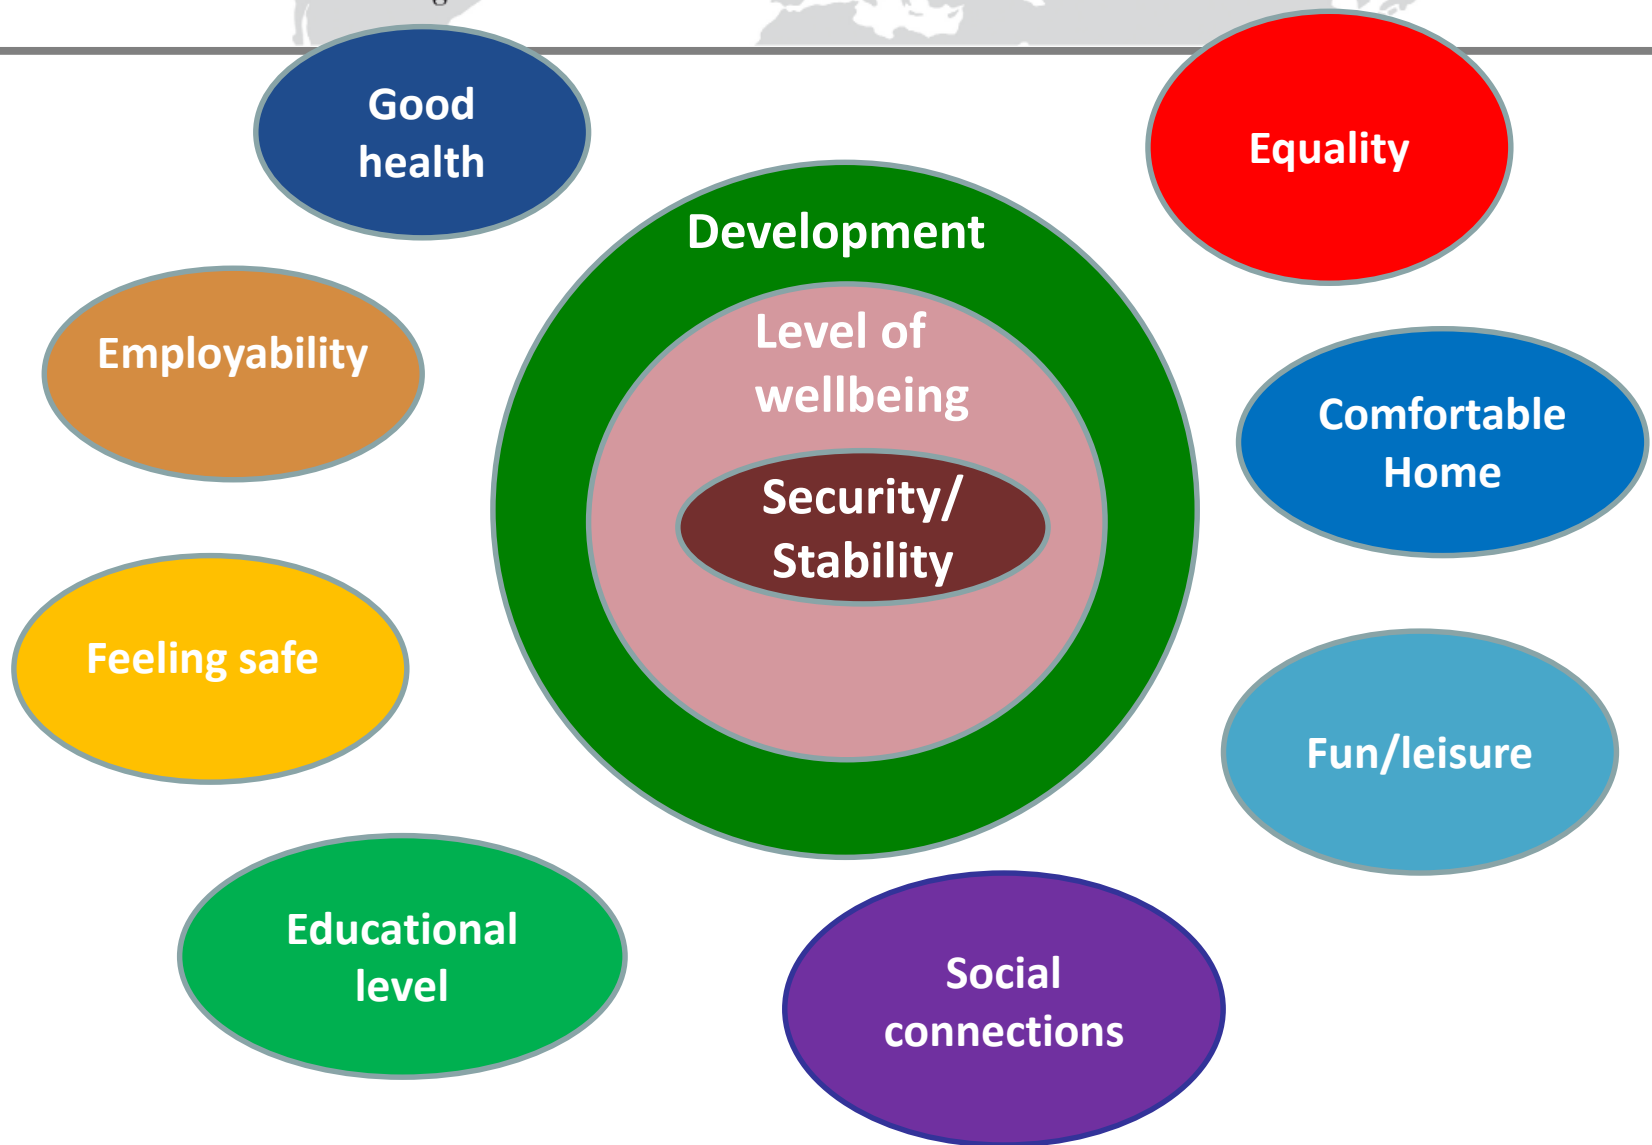 Good
health
Equality
Development
Level of
wellbeing
Employability
Comfortable
Home
Security/
Stability
Feeling safe
Fun/leisure
Educational
level
Social
connections